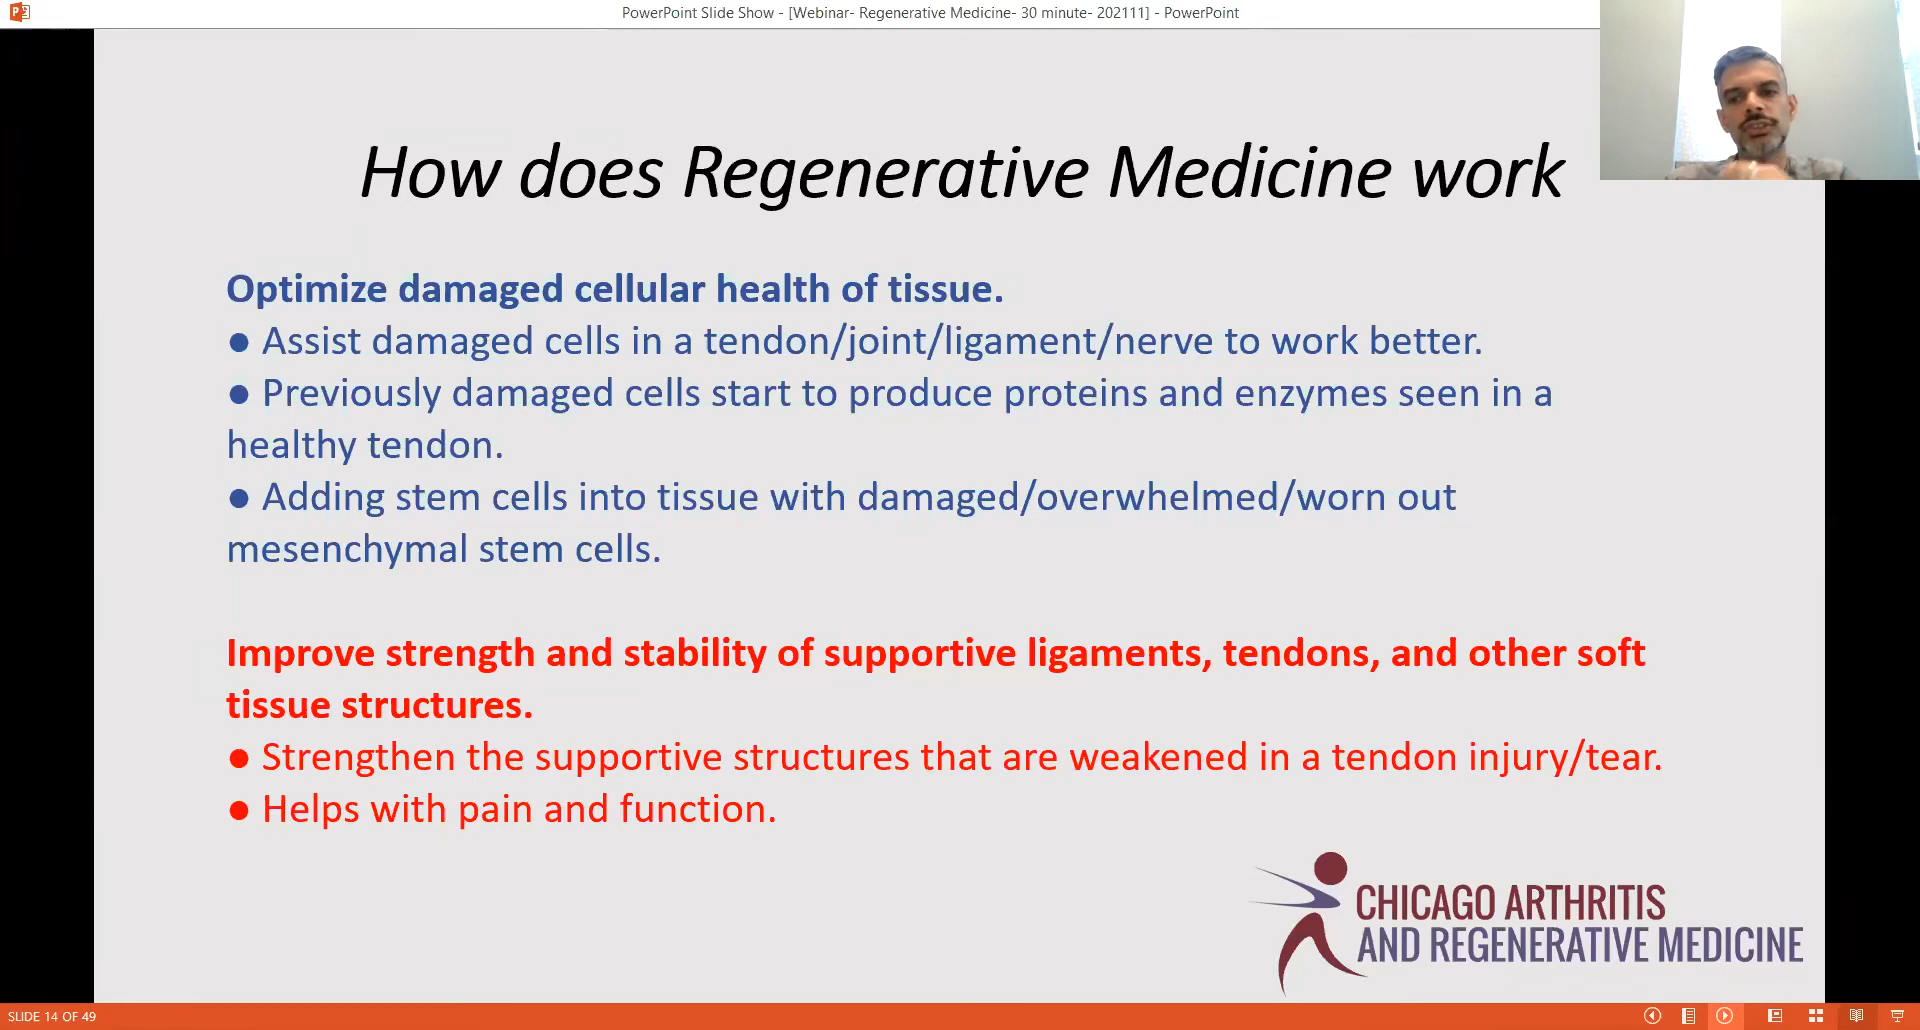 PowerPoint Slide Show - [Webinar- Regenerative Medicine- 30 minute- 202111] - PowerPoint
How does Regenerative Medicine work
Optimize damaged cellular health of tissue.
● Assist damaged cells in a tendon/joint/ligament/nerve to work better.
● Previously damaged cells start to produce proteins and enzymes seen in a
healthy tendon.
● Adding stem cells into tissue with damaged/overwhelmed/worn out
mesenchymal stem cells.
Improve strength and stability of supportive ligaments, tendons, and other soft
tissue structures.
● Strengthen the supportive structures that are weakened in a tendon injury/tear.
● Helps with pain and function.
CHICAGO ARTHRITIS
AND REGENERATIVE MEDICINE
SLIDE 14 OF 49